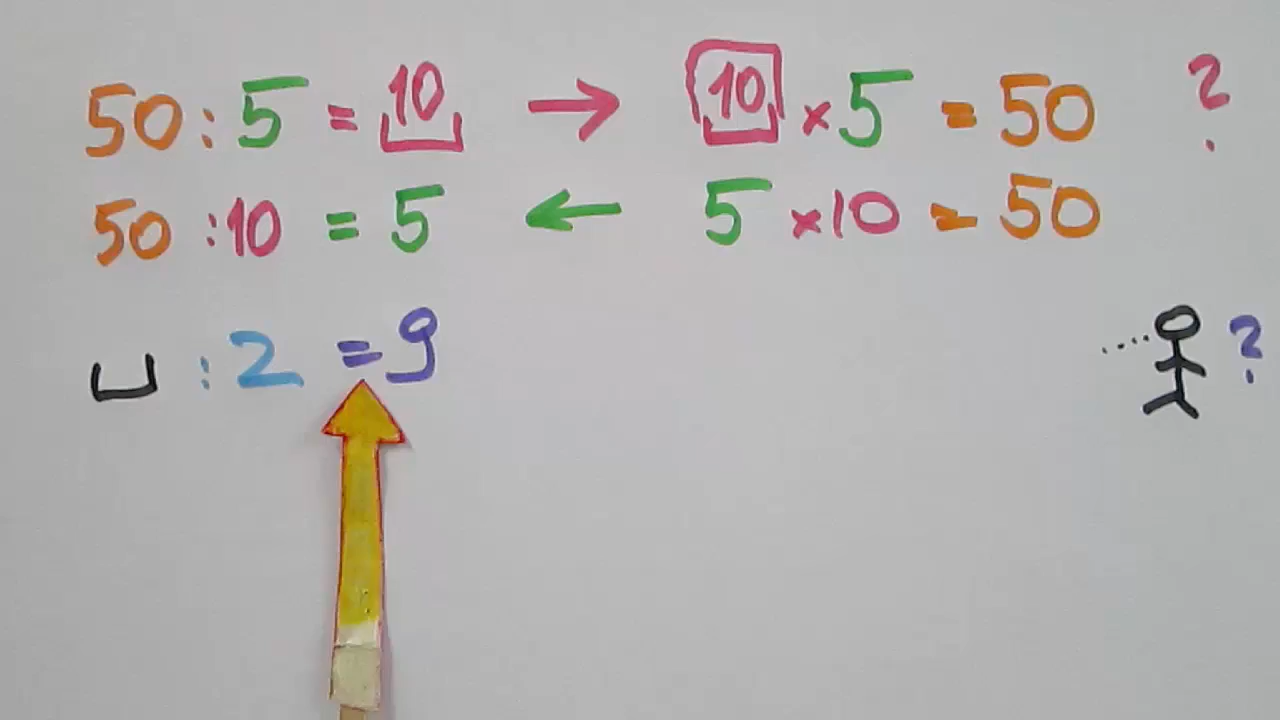 50 : 5 = 10 → 10 × 5 = 50 ?
50 : 10 = 5 ← 5 × 10 = 50
⊔ : 2 = 9 ?